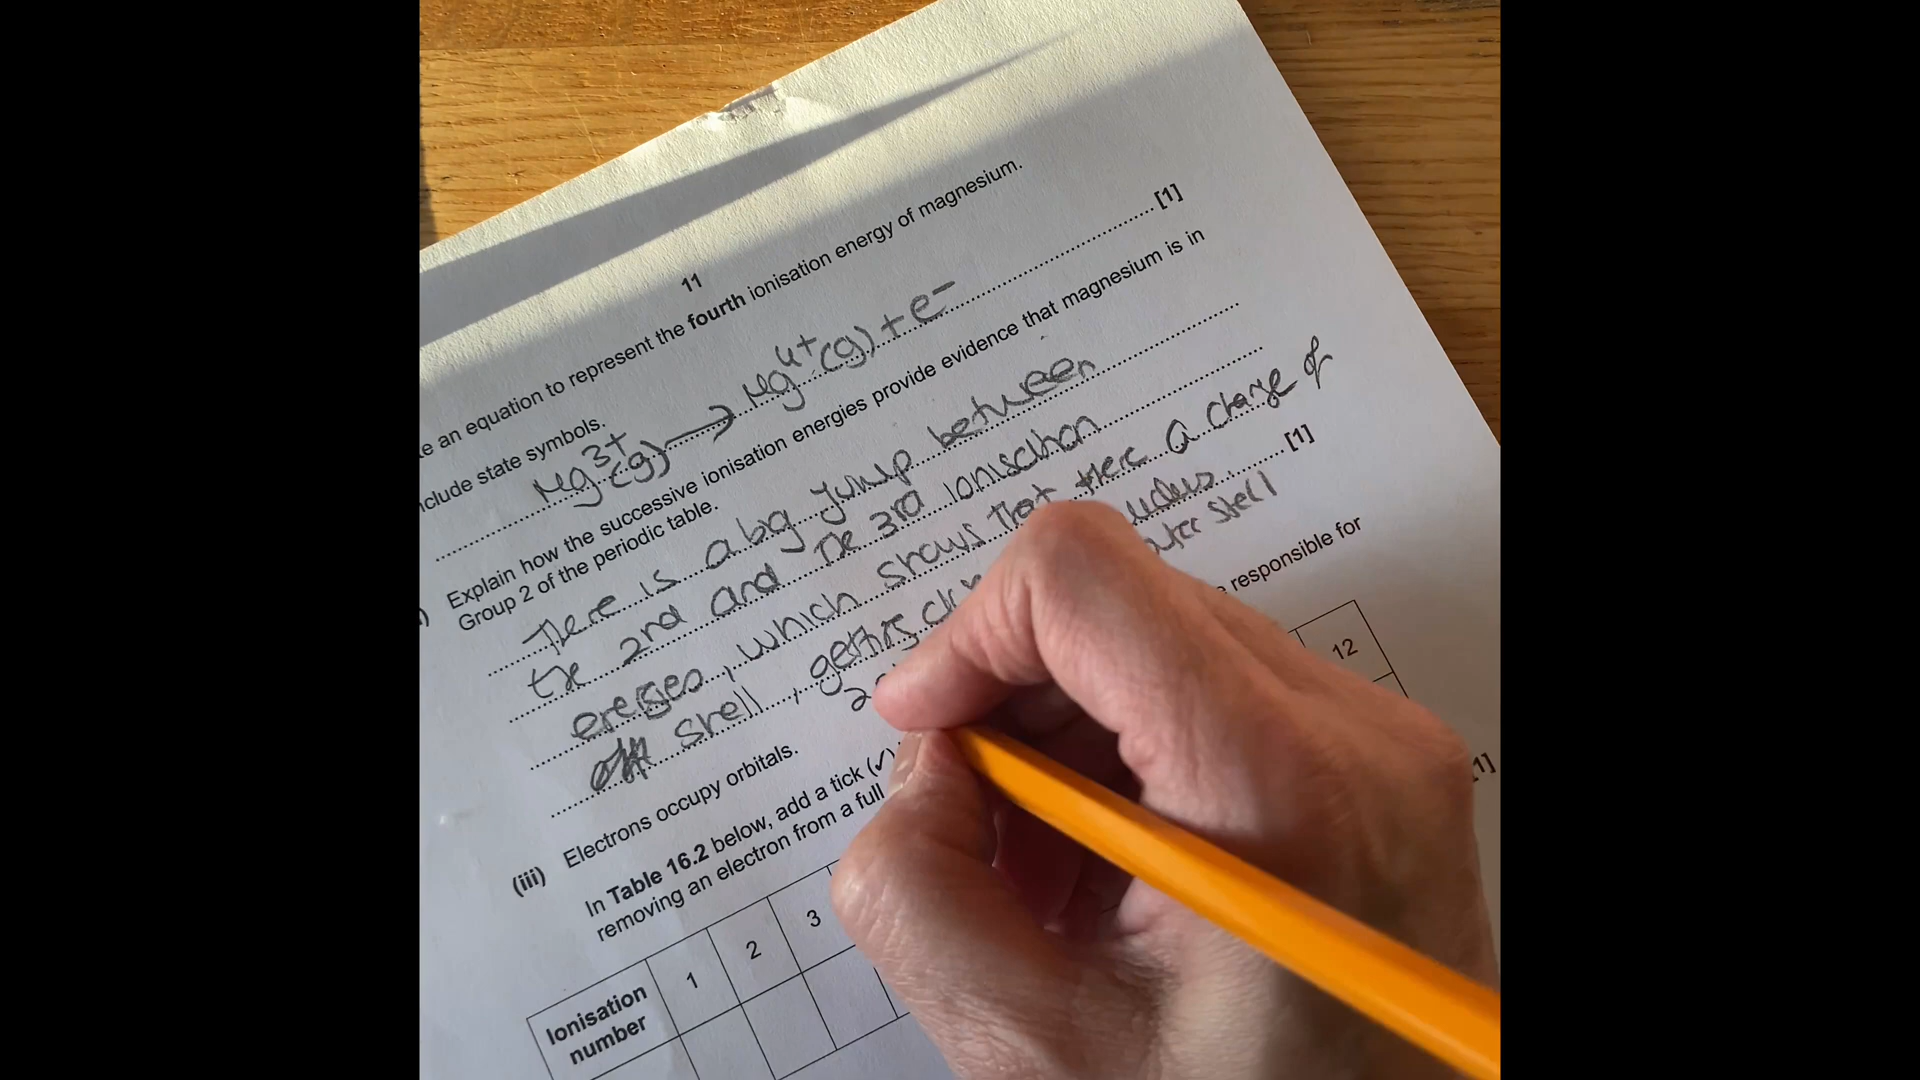 11
e an equation to represent the fourth ionisation energy of magnesium.
nclude state symbols.
Mg3+(g) → Mg4+(g) + e- [1]
Explain how the successive ionisation energies provide evidence that magnesium is in
Group 2 of the periodic table.
There is a big jump between
the 2nd and the 3rd ionisation
energies, which shows that there a change of
shell, getting
outer shell
[1]
(iii) Electrons occupy orbitals.
In Table 16.2 below, add a tick (✓) responsible for
removing an electron from a full
Ionisation number 1 2 3 12
[1]